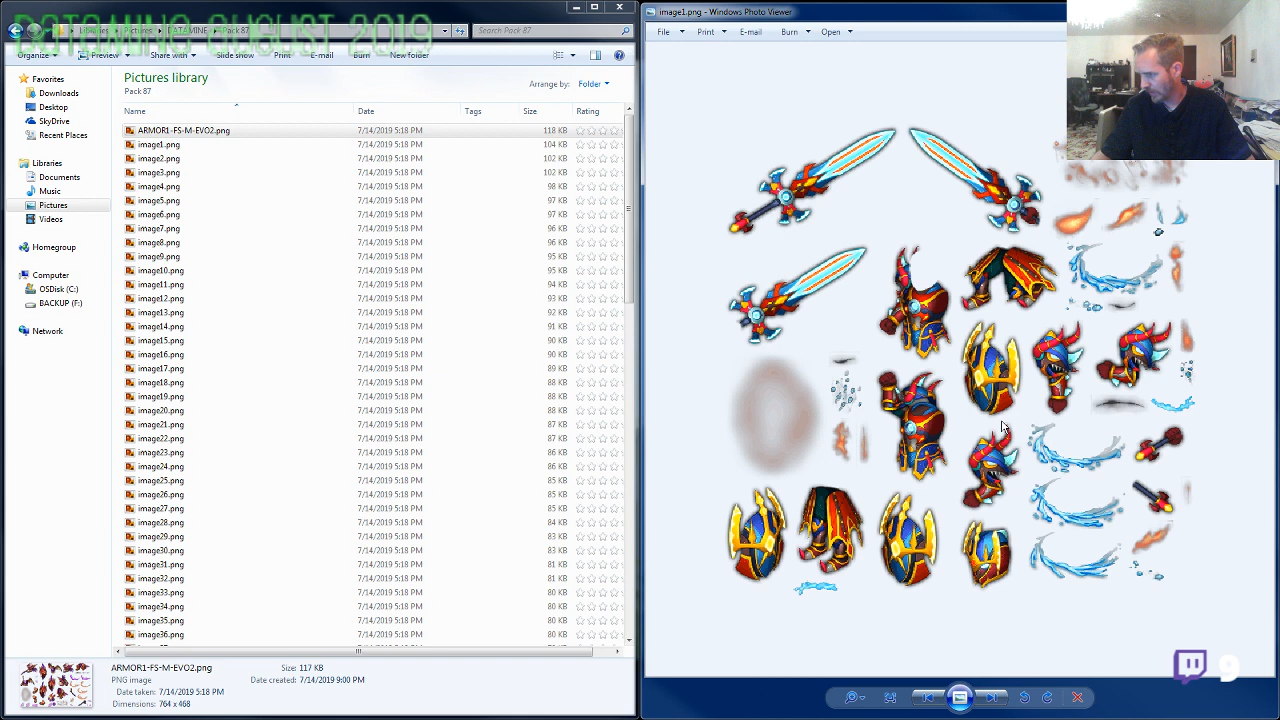 DATAMINE AUGUST 2019
Libraries Pictures DATAMINE Pack 87
Search Pack 87
Organize Preview Share with Slide show Print E-mail Burn New folder
Favorites
Downloads
Desktop
SkyDrive
Recent Places
Libraries
Documents
Music
Pictures
Videos
Homegroup
Computer
OSDisk (C:)
BACKUP (F:)
Network
Pictures library
Pack 87
Arrange by: Folder
Name Date Tags Size Rating
ARMOR1-FS-M-EVO2.png 7/14/2019 5:18 PM 118 KB
image1.png 7/14/2019 5:18 PM 104 KB
image2.png 7/14/2019 5:18 PM 102 KB
image3.png 7/14/2019 5:18 PM 102 KB
image4.png 7/14/2019 5:18 PM 98 KB
image5.png 7/14/2019 5:18 PM 97 KB
image6.png 7/14/2019 5:18 PM 97 KB
image7.png 7/14/2019 5:18 PM 96 KB
image8.png 7/14/2019 5:18 PM 96 KB
image9.png 7/14/2019 5:18 PM 95 KB
image10.png 7/14/2019 5:18 PM 95 KB
image11.png 7/14/2019 5:18 PM 94 KB
image12.png 7/14/2019 5:18 PM 93 KB
image13.png 7/14/2019 5:18 PM 92 KB
image14.png 7/14/2019 5:18 PM 91 KB
image15.png 7/14/2019 5:18 PM 90 KB
image16.png 7/14/2019 5:18 PM 90 KB
image17.png 7/14/2019 5:18 PM 89 KB
image18.png 7/14/2019 5:18 PM 88 KB
image19.png 7/14/2019 5:18 PM 88 KB
image20.png 7/14/2019 5:18 PM 88 KB
image21.png 7/14/2019 5:18 PM 87 KB
image22.png 7/14/2019 5:18 PM 87 KB
image23.png 7/14/2019 5:18 PM 86 KB
image24.png 7/14/2019 5:18 PM 86 KB
image25.png 7/14/2019 5:18 PM 85 KB
image26.png 7/14/2019 5:18 PM 85 KB
image27.png 7/14/2019 5:18 PM 85 KB
image28.png 7/14/2019 5:18 PM 84 KB
image29.png 7/14/2019 5:18 PM 83 KB
image30.png 7/14/2019 5:18 PM 83 KB
image31.png 7/14/2019 5:18 PM 81 KB
image32.png 7/14/2019 5:18 PM 81 KB
image33.png 7/14/2019 5:18 PM 80 KB
image34.png 7/14/2019 5:18 PM 80 KB
image35.png 7/14/2019 5:18 PM 80 KB
image36.png 7/14/2019 5:18 PM 80 KB
ARMOR1-FS-M-EVO2.png Size: 117 KB
PNG image Date created: 7/14/2019 9:00 PM
Date taken: 7/14/2019 5:18 PM
Dimensions: 764 x 468
image1.png - Windows Photo Viewer
File Print E-mail Burn Open
9